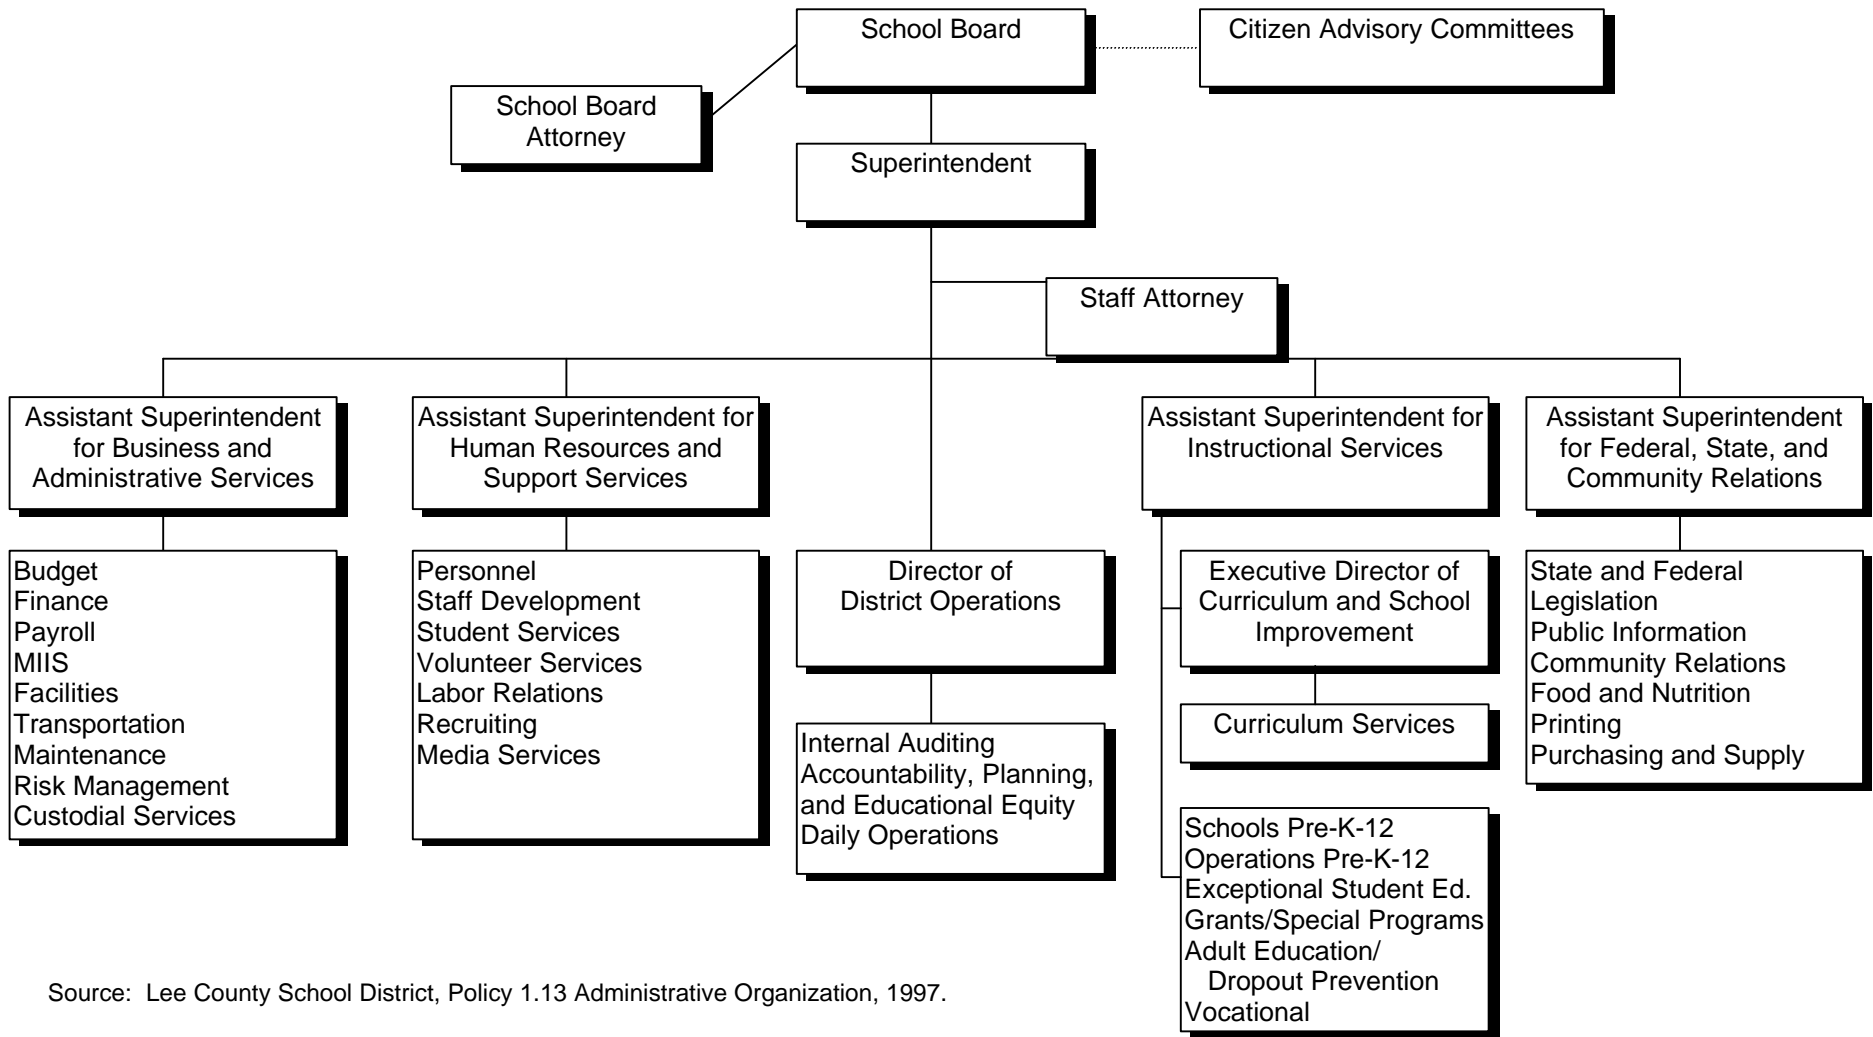 School Board
Citizen Advisory Committees
School Board
Attorney
Superintendent
Staff Attorney
Assistant Superintendent
for Business and
Administrative Services
Assistant Superintendent for
Human Resources and
Support Services
Assistant Superintendent for
Instructional Services
Assistant Superintendent
for Federal, State, and
Community Relations
Budget
Finance
Payroll
MIIS
Facilities
Transportation
Maintenance
Risk Management
Custodial Services
Personnel
Staff Development
Student Services
Volunteer Services
Labor Relations
Recruiting
Media Services
Director of
District Operations
Internal Auditing
Accountability, Planning,
and Educational Equity
Daily Operations
Executive Director of
Curriculum and School
Improvement
Curriculum Services
Schools Pre-K-12
Operations Pre-K-12
Exceptional Student Ed.
Grants/Special Programs
Adult Education/
Dropout Prevention
Vocational
State and Federal
Legislation
Public Information
Community Relations
Food and Nutrition
Printing
Purchasing and Supply
Source: Lee County School District, Policy 1.13 Administrative Organization, 1997.